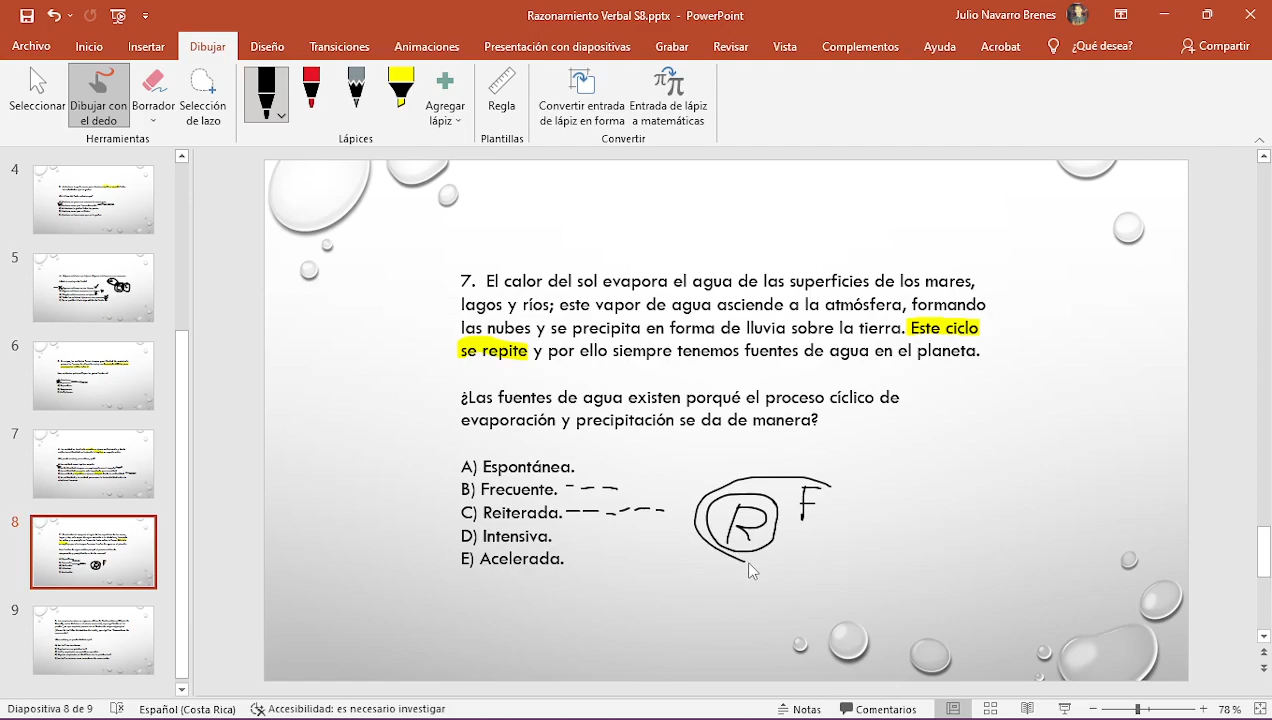 Razonamiento Verbal S8.pptx - PowerPoint
Julio Navarro Brenes
Archivo Inicio Insertar Dibujar Diseño Transiciones Animaciones Presentación con diapositivas Grabar Revisar Vista Complementos Ayuda Acrobat ¿Qué desea? Compartir
Seleccionar
Dibujar con el dedo
Borrador
Selección de lazo
Agregar lápiz
Regla
Convertir entrada de lápiz en forma
Entrada de lápiz a matemáticas
Herramientas
Lápices
Plantillas
Convertir
4
5
6
7
8
9
7. El calor del sol evapora el agua de las superficies de los mares,
lagos y ríos; este vapor de agua asciende a la atmósfera, formando
las nubes y se precipita en forma de lluvia sobre la tierra. Este ciclo
se repite y por ello siempre tenemos fuentes de agua en el planeta.
¿Las fuentes de agua existen porqué el proceso cíclico de
evaporación y precipitación se da de manera?
A) Espontánea.
B) Frecuente.
C) Reiterada.
D) Intensiva.
E) Acelerada.
R F
Diapositiva 8 de 9 Español (Costa Rica) Accesibilidad: es necesario investigar Notas Comentarios 78 %